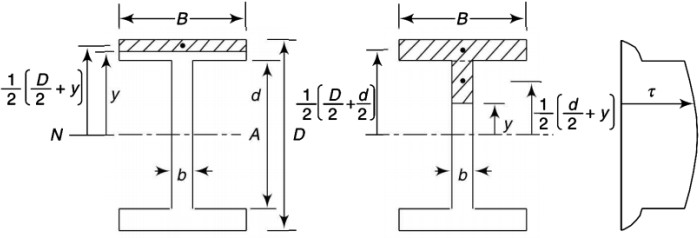 B
1/2 (D/2 + y)
y
N
A
d
D
b
B
1/2 (D/2 + d/2)
y
1/2 (d/2 + y)
b
τ